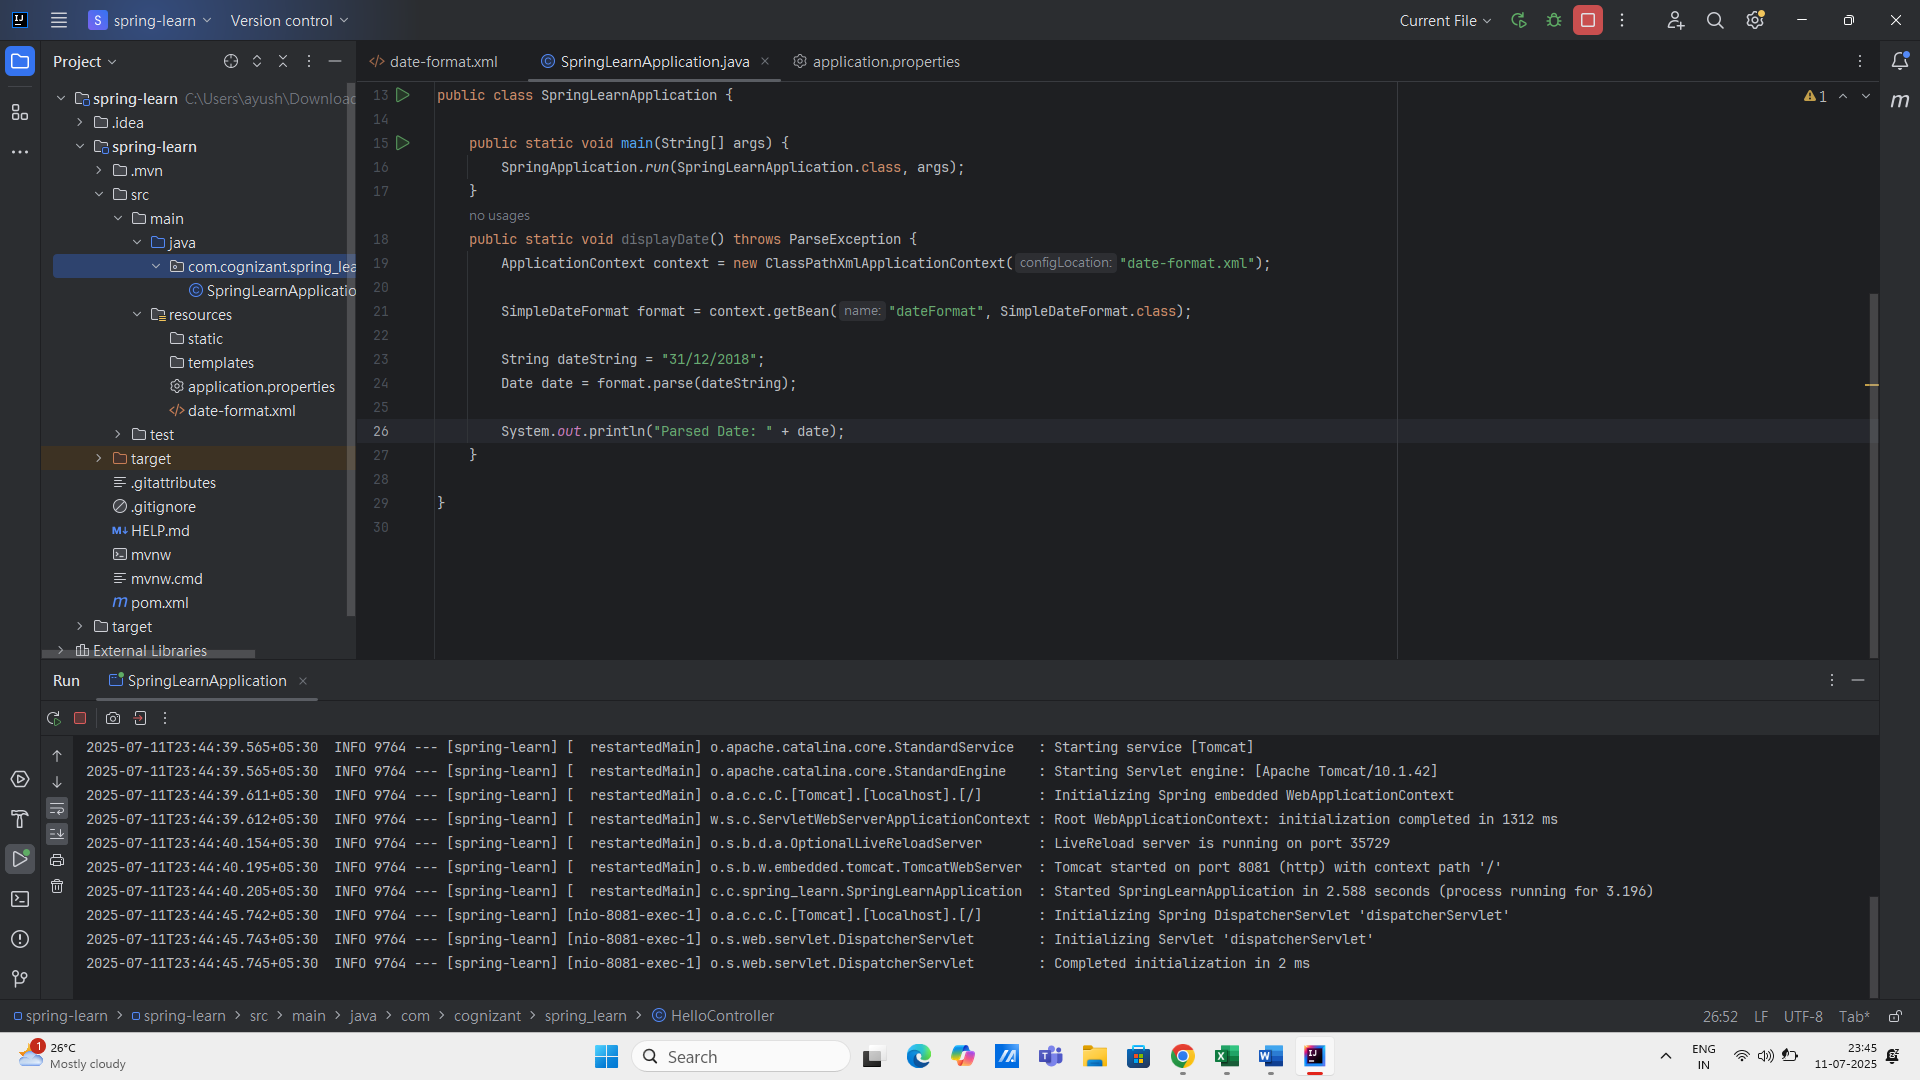 spring-learn
Version control
Current File
Project
spring-learn C:\Users\ayush\Downloac
.idea
spring-learn
.mvn
src
main
java
com.cognizant.spring_lea
SpringLearnApplicatio
resources
static
templates
application.properties
date-format.xml
test
target
.gitattributes
.gitignore
HELP.md
mvnw
mvnw.cmd
pom.xml
target
External Libraries
date-format.xml
SpringLearnApplication.java
application.properties
1
13 public class SpringLearnApplication {
14
15 public static void main(String[] args) {
16 SpringApplication.run(SpringLearnApplication.class, args);
17 }
no usages
18 public static void displayDate() throws ParseException {
19 ApplicationContext context = new ClassPathXmlApplicationContext( configLocation: "date-format.xml");
20
21 SimpleDateFormat format = context.getBean( name: "dateFormat", SimpleDateFormat.class);
22
23 String dateString = "31/12/2018";
24 Date date = format.parse(dateString);
25
26 System.out.println("Parsed Date: " + date);
27 }
28
29 }
30
Run SpringLearnApplication
2025-07-11T23:44:39.565+05:30  INFO 9764 --- [spring-learn] [  restartedMain] o.apache.catalina.core.StandardService   : Starting service [Tomcat]
2025-07-11T23:44:39.565+05:30  INFO 9764 --- [spring-learn] [  restartedMain] o.apache.catalina.core.StandardEngine    : Starting Servlet engine: [Apache Tomcat/10.1.42]
2025-07-11T23:44:39.611+05:30  INFO 9764 --- [spring-learn] [  restartedMain] o.a.c.c.C.[Tomcat].[localhost].[/]       : Initializing Spring embedded WebApplicationContext
2025-07-11T23:44:39.612+05:30  INFO 9764 --- [spring-learn] [  restartedMain] w.s.c.ServletWebServerApplicationContext : Root WebApplicationContext: initialization completed in 1312 ms
2025-07-11T23:44:40.154+05:30  INFO 9764 --- [spring-learn] [  restartedMain] o.s.b.d.a.OptionalLiveReloadServer       : LiveReload server is running on port 35729
2025-07-11T23:44:40.195+05:30  INFO 9764 --- [spring-learn] [  restartedMain] o.s.b.w.embedded.tomcat.TomcatWebServer  : Tomcat started on port 8081 (http) with context path '/'
2025-07-11T23:44:40.205+05:30  INFO 9764 --- [spring-learn] [  restartedMain] c.c.spring_learn.SpringLearnApplication  : Started SpringLearnApplication in 2.588 seconds (process running for 3.196)
2025-07-11T23:44:45.742+05:30  INFO 9764 --- [spring-learn] [nio-8081-exec-1] o.a.c.c.C.[Tomcat].[localhost].[/]       : Initializing Spring DispatcherServlet 'dispatcherServlet'
2025-07-11T23:44:45.743+05:30  INFO 9764 --- [spring-learn] [nio-8081-exec-1] o.s.web.servlet.DispatcherServlet        : Initializing Servlet 'dispatcherServlet'
2025-07-11T23:44:45.745+05:30  INFO 9764 --- [spring-learn] [nio-8081-exec-1] o.s.web.servlet.DispatcherServlet        : Completed initialization in 2 ms
spring-learn > spring-learn > src > main > java > com > cognizant > spring_learn > HelloController
26:52 LF UTF-8 Tab*
1
26°C
Mostly cloudy
Search
ENG
IN
23:45
11-07-2025